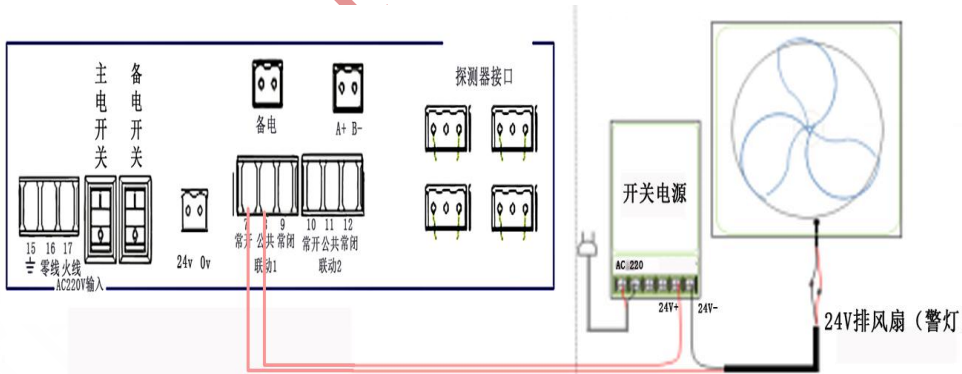 主电开关
备电开关
备电
A+ B-
探测器接口
15 16 17
零线 火线
AC220V输入
24v 0v
7 8 9
常开 公共 常闭
联动1
10 11 12
常开 公共 常闭
联动2
开关电源
AC 220
24V+ 24V-
24V排风扇（警灯